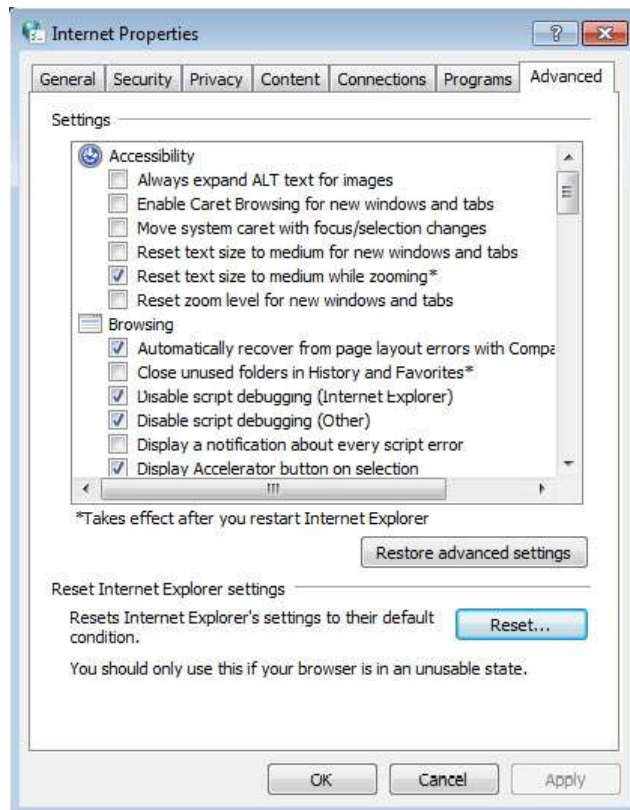 Internet Properties
General Security Privacy Content Connections Programs Advanced
Settings
Accessibility
Always expand ALT text for images
Enable Caret Browsing for new windows and tabs
Move system caret with focus/selection changes
Reset text size to medium for new windows and tabs
Reset text size to medium while zooming*
Reset zoom level for new windows and tabs
Browsing
Automatically recover from page layout errors with Compa
Close unused folders in History and Favorites*
Disable script debugging (Internet Explorer)
Disable script debugging (Other)
Display a notification about every script error
Display Accelerator button on selection
*Takes effect after you restart Internet Explorer
Restore advanced settings
Reset Internet Explorer settings
Resets Internet Explorer's settings to their default
condition.
Reset...
You should only use this if your browser is in an unusable state.
OK Cancel Apply